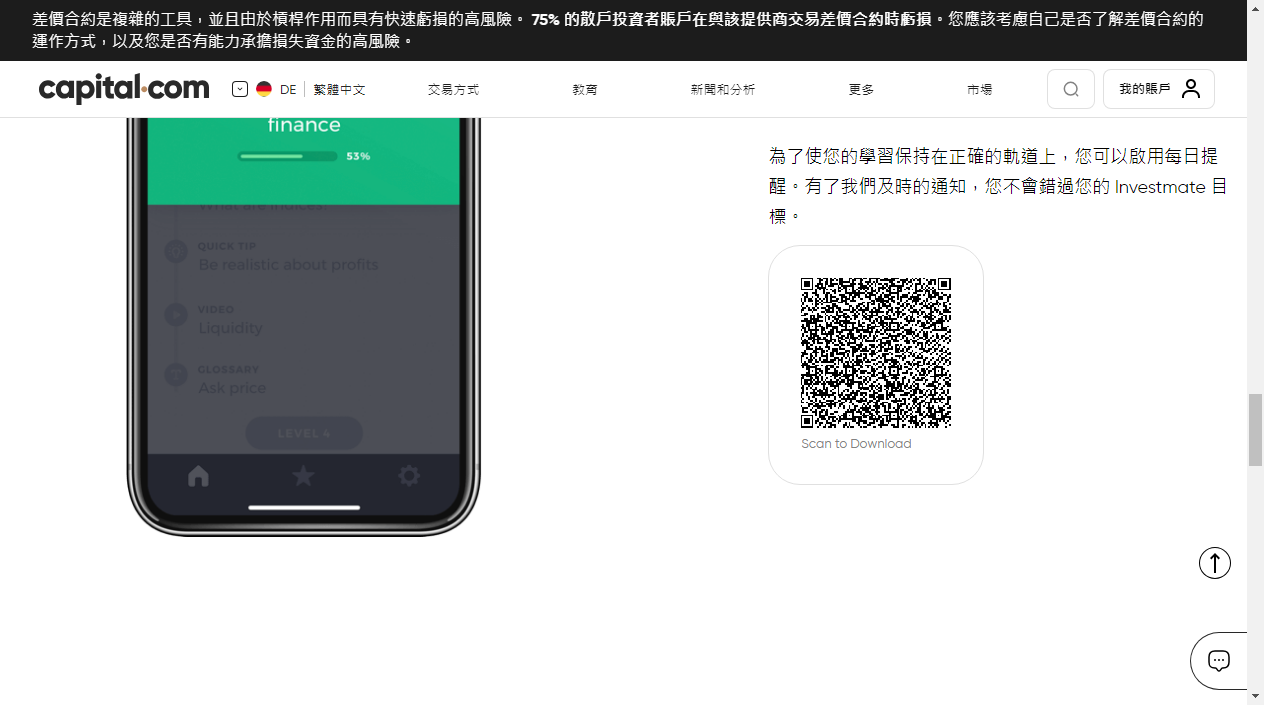 差價合約是複雜的工具，並且由於槓桿作用而具有快速虧損的高風險。 75% 的散戶投資者賬戶在與該提供商交易差價合約時虧損。您應該考慮自己是否了解差價合約的
運作方式，以及您是否有能力承擔損失資金的高風險。
capital.com
DE 繁體中文
交易方式
教育
新聞和分析
更多
市場
我的賬戶
finance
53%
What are indices?
QUICK TIP
Be realistic about profits
VIDEO
Liquidity
GLOSSARY
Ask price
LEVEL 4
為了使您的學習保持在正確的軌道上，您可以啟用每日提
醒。有了我們及時的通知，您不會錯過您的 Investmate 目
標。
Scan to Download